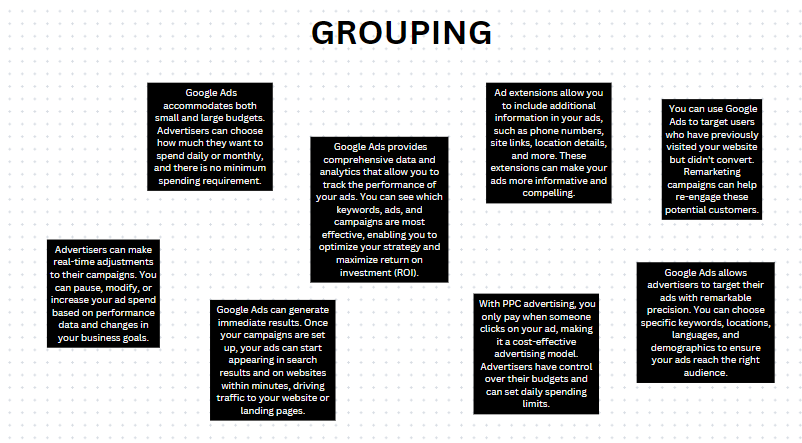 GROUPING
Google Ads
accommodates both
small and large budgets.
Advertisers can choose
how much they want to
spend daily or monthly,
and there is no minimum
spending requirement.
Google Ads provides
comprehensive data and
analytics that allow you to
track the performance of
your ads. You can see which
keywords, ads, and
campaigns are most
effective, enabling you to
optimize your strategy and
maximize return on
investment (ROI).
Ad extensions allow you
to include additional
information in your ads,
such as phone numbers,
site links, location details,
and more. These
extensions can make your
ads more informative and
compelling.
You can use Google
Ads to target users
who have previously
visited your website
but didn't convert.
Remarketing
campaigns can help
re-engage these
potential customers.
Advertisers can make
real-time adjustments
to their campaigns. You
can pause, modify, or
increase your ad spend
based on performance
data and changes in
your business goals.
Google Ads can generate
immediate results. Once
your campaigns are set
up, your ads can start
appearing in search
results and on websites
within minutes, driving
traffic to your website or
landing pages.
With PPC advertising, you
only pay when someone
clicks on your ad, making
it a cost-effective
advertising model.
Advertisers have control
over their budgets and
can set daily spending
limits.
Google Ads allows
advertisers to target their
ads with remarkable
precision. You can choose
specific keywords, locations,
languages, and
demographics to ensure
your ads reach the right
audience.